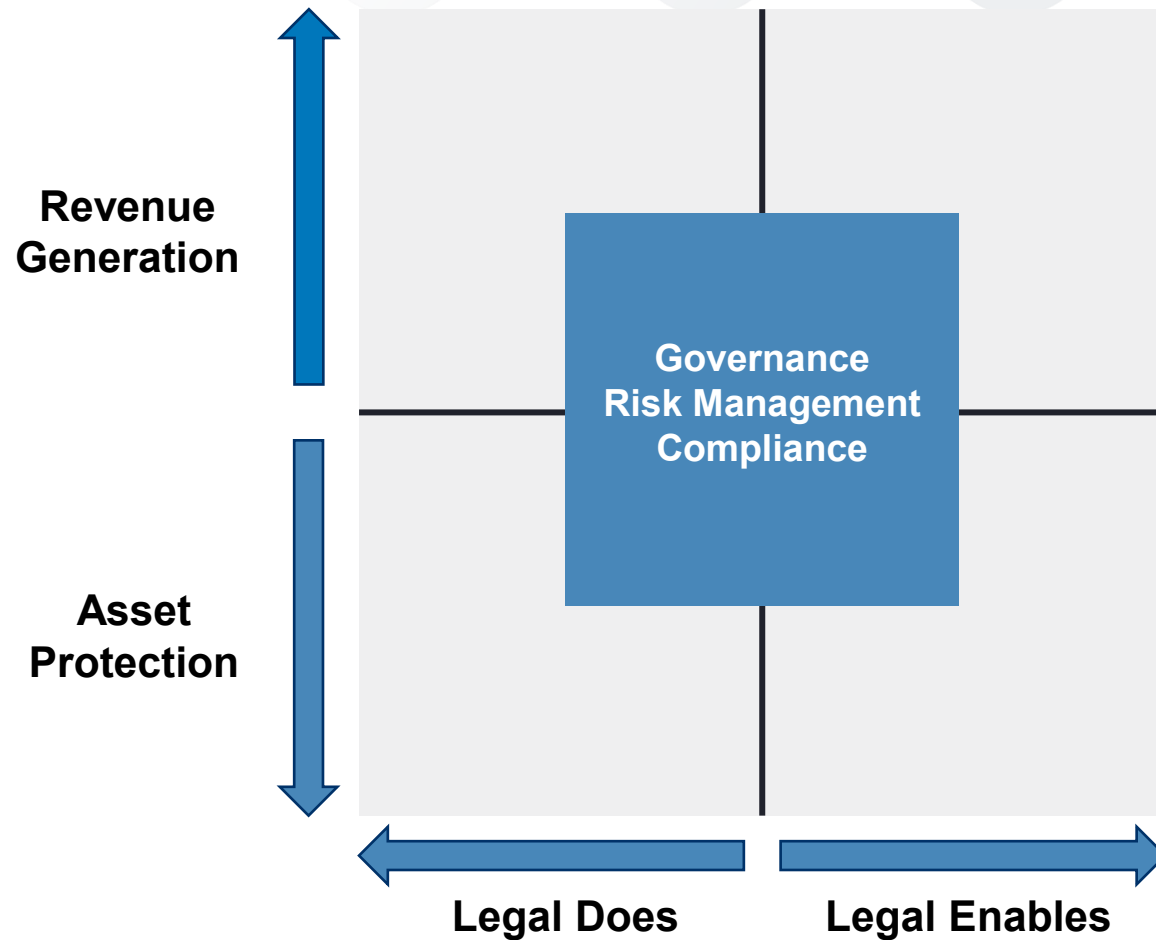 Revenue
Generation
Governance
Risk Management
Compliance
Asset
Protection
Legal Does
Legal Enables